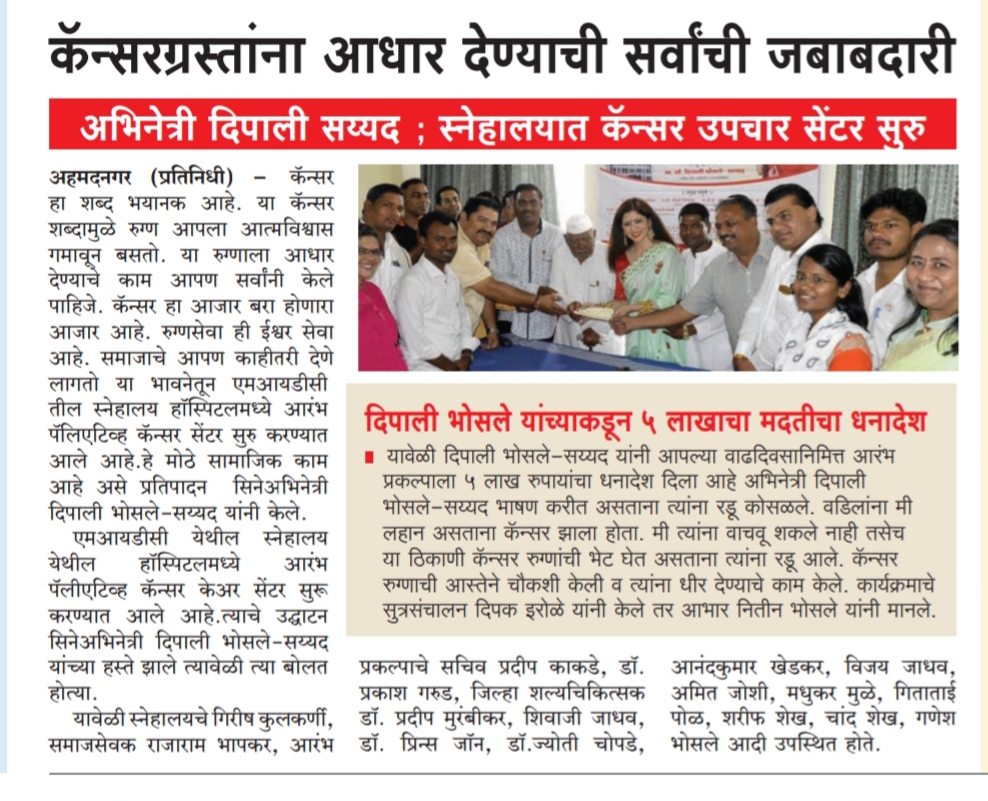 कॅन्सरग्रस्तांना आधार देण्याची सर्वांची जबाबदारी
अभिनेत्री दिपाली सय्यद ; स्नेहालयात कॅन्सर उपचार सेंटर सुरु
अहमदनगर (प्रतिनिधी) – कॅन्सर
हा शब्द भयानक आहे. या कॅन्सर
शब्दामुळे रुग्ण आपला आत्मविश्वास
गमावून बसतो. या रुग्णाला आधार
देण्याचे काम आपण सर्वांनी केले
पाहिजे. कॅन्सर हा आजार बरा होणारा
आजार आहे. रुग्णसेवा ही ईश्वर सेवा
आहे. समाजाचे आपण काहीतरी देणे
लागतो या भावनेतून एमआयडीसी
तील स्नेहालय हॉस्पिटलमध्ये आरंभ
पॅलिएटिव्ह कॅन्सर सेंटर सुरु करण्यात
आले आहे.हे मोठे सामाजिक काम
आहे असे प्रतिपादन सिनेअभिनेत्री
दिपाली भोसले–सय्यद यांनी केले.
एमआयडीसी येथील स्नेहालय
येथील हॉस्पिटलमध्ये आरंभ
पॅलीएटिव्ह कॅन्सर केअर सेंटर सुरू
करण्यात आले आहे.त्याचे उद्घाटन
सिनेअभिनेत्री दिपाली भोसले–सय्यद
यांच्या हस्ते झाले त्यावेळी त्या बोलत
होत्या.
यावेळी स्नेहालयचे गिरीष कुलकर्णी,
समाजसेवक राजाराम भापकर, आरंभ
दिपाली भोसले यांच्याकडून ५ लाखाचा मदतीचा धनादेश
यावेळी दिपाली भोसले–सय्यद यांनी आपल्या वाढदिवसानिमित्त आरंभ
प्रकल्पाला ५ लाख रुपायांचा धनादेश दिला आहे अभिनेत्री दिपाली
भोसले–सय्यद भाषण करीत असताना त्यांना रडू कोसळले. वडिलांना मी
लहान असताना कॅन्सर झाला होता. मी त्यांना वाचवू शकले नाही तसेच
या ठिकाणी कॅन्सर रुग्णांची भेट घेत असताना त्यांना रडू आले. कॅन्सर
रुग्णाची आस्तेने चौकशी केली व त्यांना धीर देण्याचे काम केले. कार्यक्रमाचे
सुत्रसंचालन दिपक इरोळे यांनी केले तर आभार नितीन भोसले यांनी मानले.
प्रकल्पाचे सचिव प्रदीप काकडे, डॉ.
प्रकाश गरुड, जिल्हा शल्यचिकित्सक
डॉ. प्रदीप मुरंबीकर, शिवाजी जाधव,
डॉ. प्रिन्स जॉन, डॉ.ज्योती चोपडे,
आनंदकुमार खेडकर, विजय जाधव,
अमित जोशी, मधुकर मुळे, गिताताई
पोळ, शरीफ शेख, चांद शेख, गणेश
भोसले आदी उपस्थित होते.